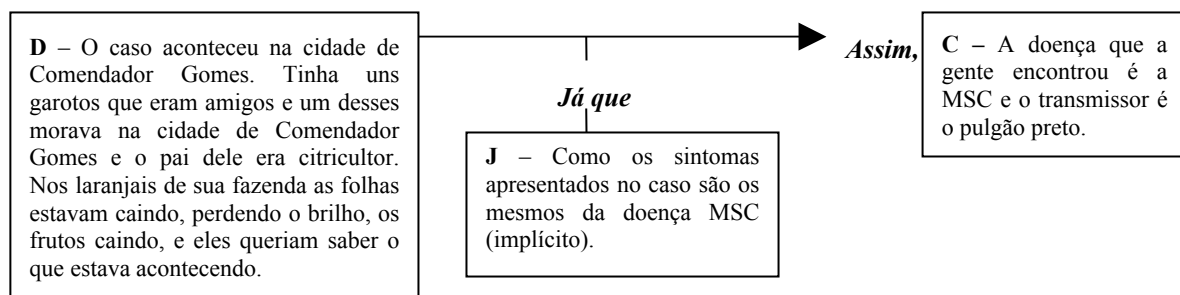 D – O caso aconteceu na cidade de
Comendador Gomes. Tinha uns
garotos que eram amigos e um desses
morava na cidade de Comendador
Gomes e o pai dele era citricultor.
Nos laranjais de sua fazenda as folhas
estavam caindo, perdendo o brilho, os
frutos caindo, e eles queriam saber o
que estava acontecendo.
Já que
J – Como os sintomas
apresentados no caso são os
mesmos da doença MSC
(implícito).
Assim,
C – A doença que a
gente encontrou é a
MSC e o transmissor é
o pulgão preto.